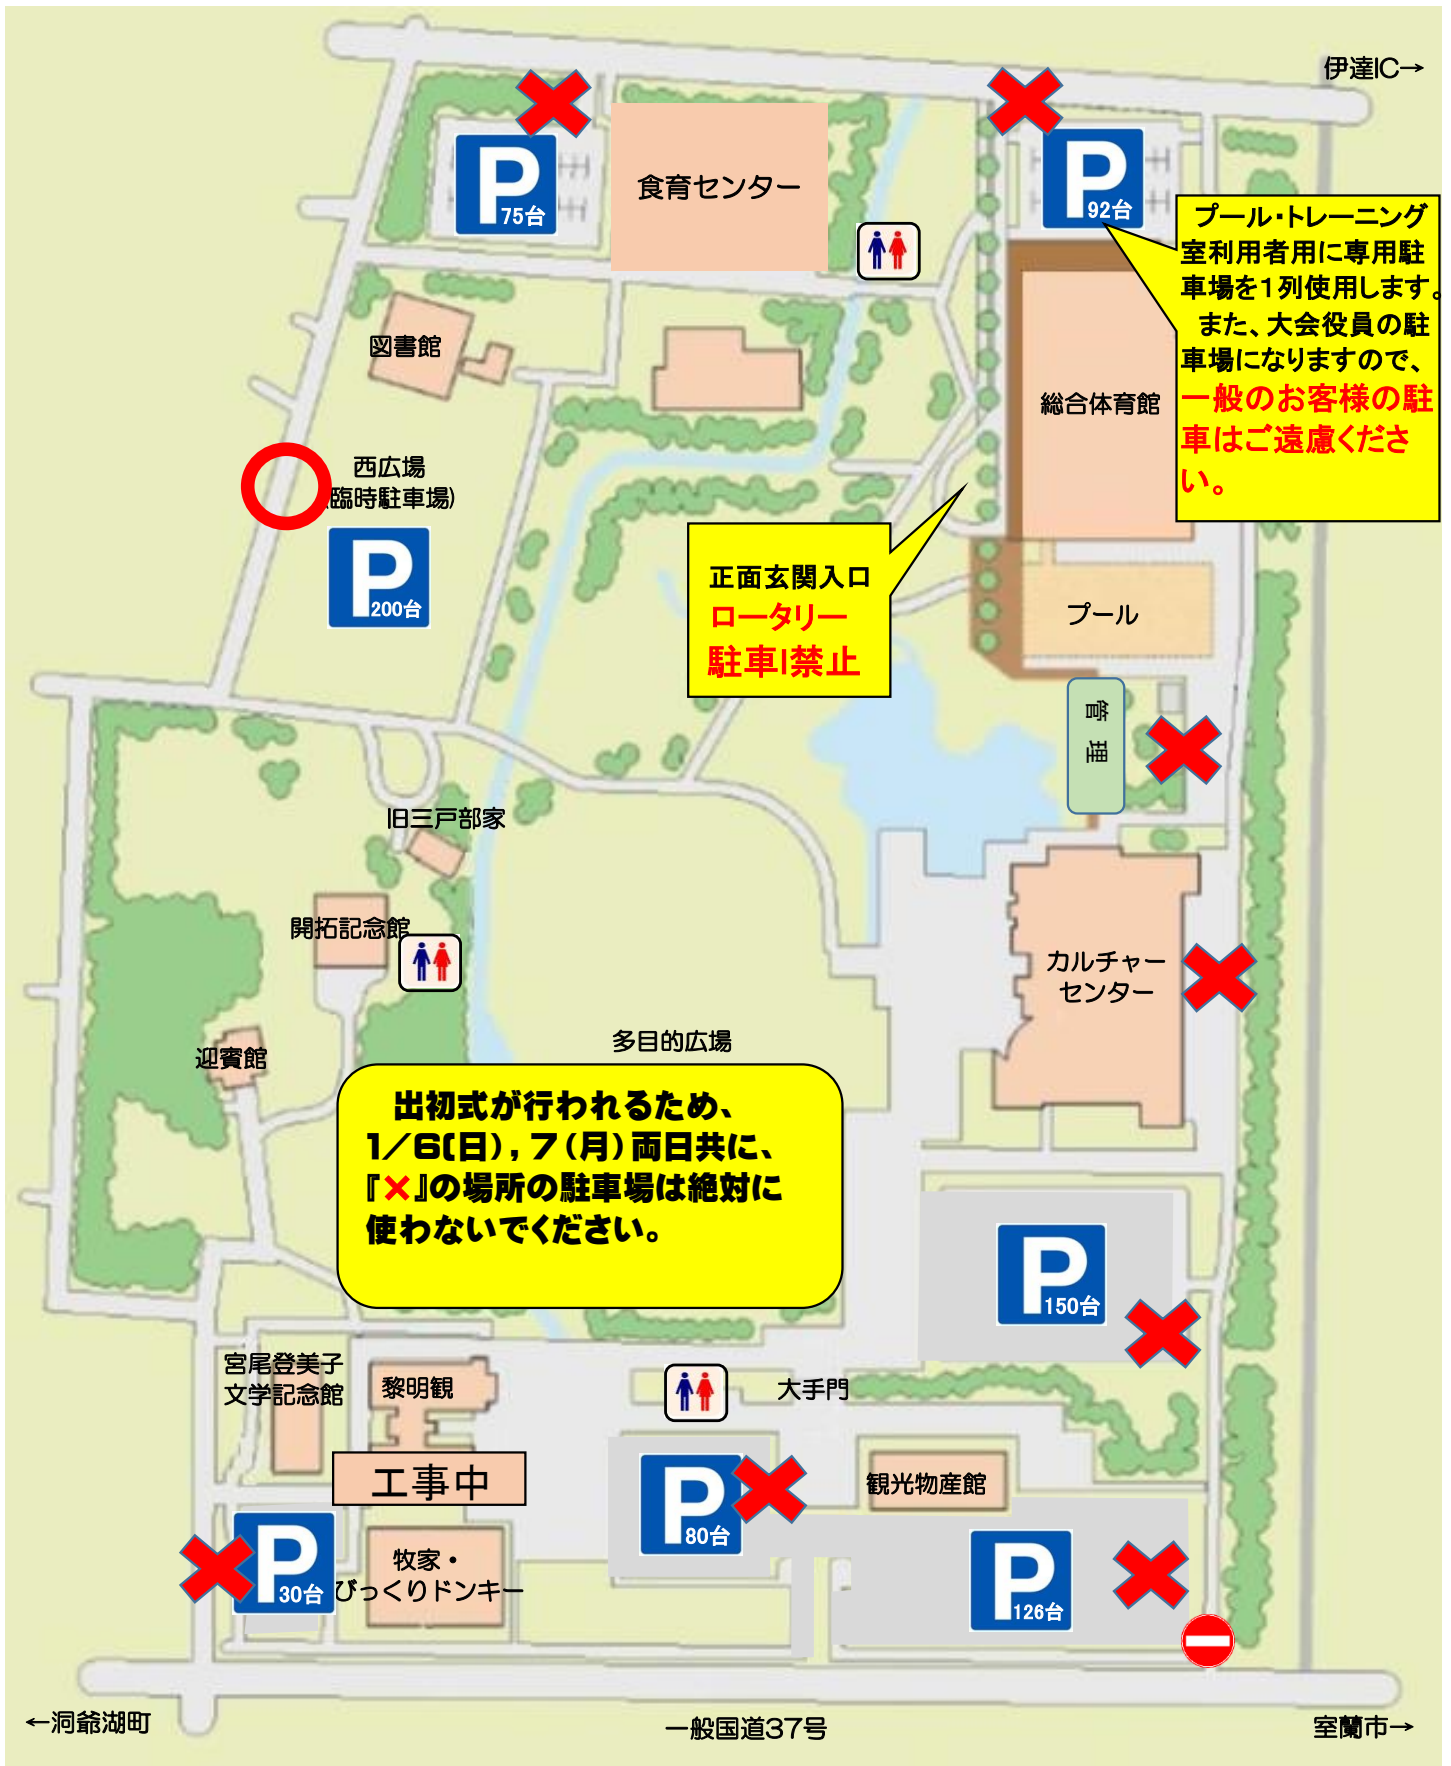 伊達IC→
P
75台
食育センター
P
92台
プール・トレーニング
室利用者用に専用駐
車場を1列使用します。
また、大会役員の駐
車場になりますので、
一般のお客様の駐
車はご遠慮くださ
い。
図書館
総合体育館
西広場
(臨時駐車場)
P
200台
正面玄関入口
ロータリー
駐車禁止
プール
管理
旧三戸部家
開拓記念館
カルチャー
センター
迎賓館
多目的広場
出初式が行われるため、
1/6(日),7(月)両日共に、
『×』の場所の駐車場は絶対に
使わないでください。
P
150台
宮尾登美子
文学記念館
黎明観
大手門
工事中
P
80台
観光物産館
P
30台
牧家・
びっくりドンキー
P
126台
←洞爺湖町
一般国道37号
室蘭市→